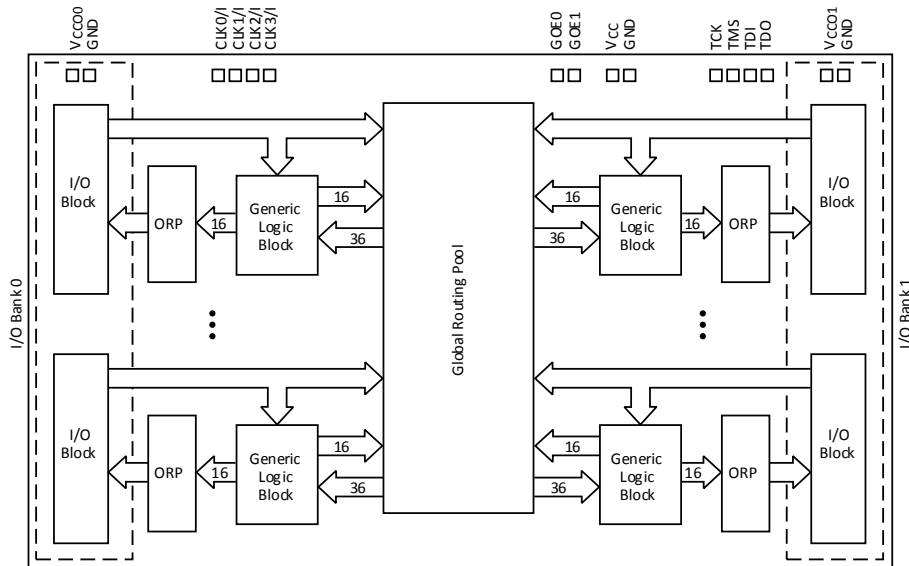 VCCO0
GND
CLK0/I
CLK1/I
CLK2/I
CLK3/I
GOE0
GOE1
VCC
GND
TCK
TMS
TDI
TDO
VCCO1
GND
I/O Bank 0
I/O
Block
ORP
16
Generic
Logic
Block
16
36
Global Routing Pool
16
36
Generic
Logic
Block
16
ORP
I/O
Block
I/O Bank 1
I/O
Block
ORP
16
Generic
Logic
Block
16
36
16
36
Generic
Logic
Block
16
ORP
I/O
Block